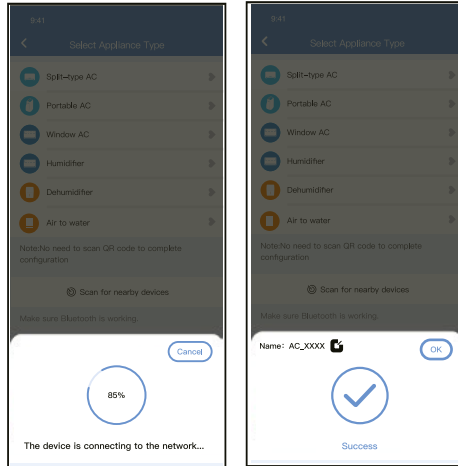 9:41
Select Appliance Type
Split-type AC
Portable AC
Window AC
Humidifier
Dehumidifier
Air to water
Note:No need to scan QR code to complete
configuration
Scan for nearby devices
Make sure Bluetooth is working.
Cancel
85%
The device is connecting to the network...
9:41
Select Appliance Type
Split-type AC
Portable AC
Window AC
Humidifier
Dehumidifier
Air to water
Note:No need to scan QR code to complete
configuration
Scan for nearby devices
Make sure Bluetooth is working.
Name: AC_XXXX
OK
Success